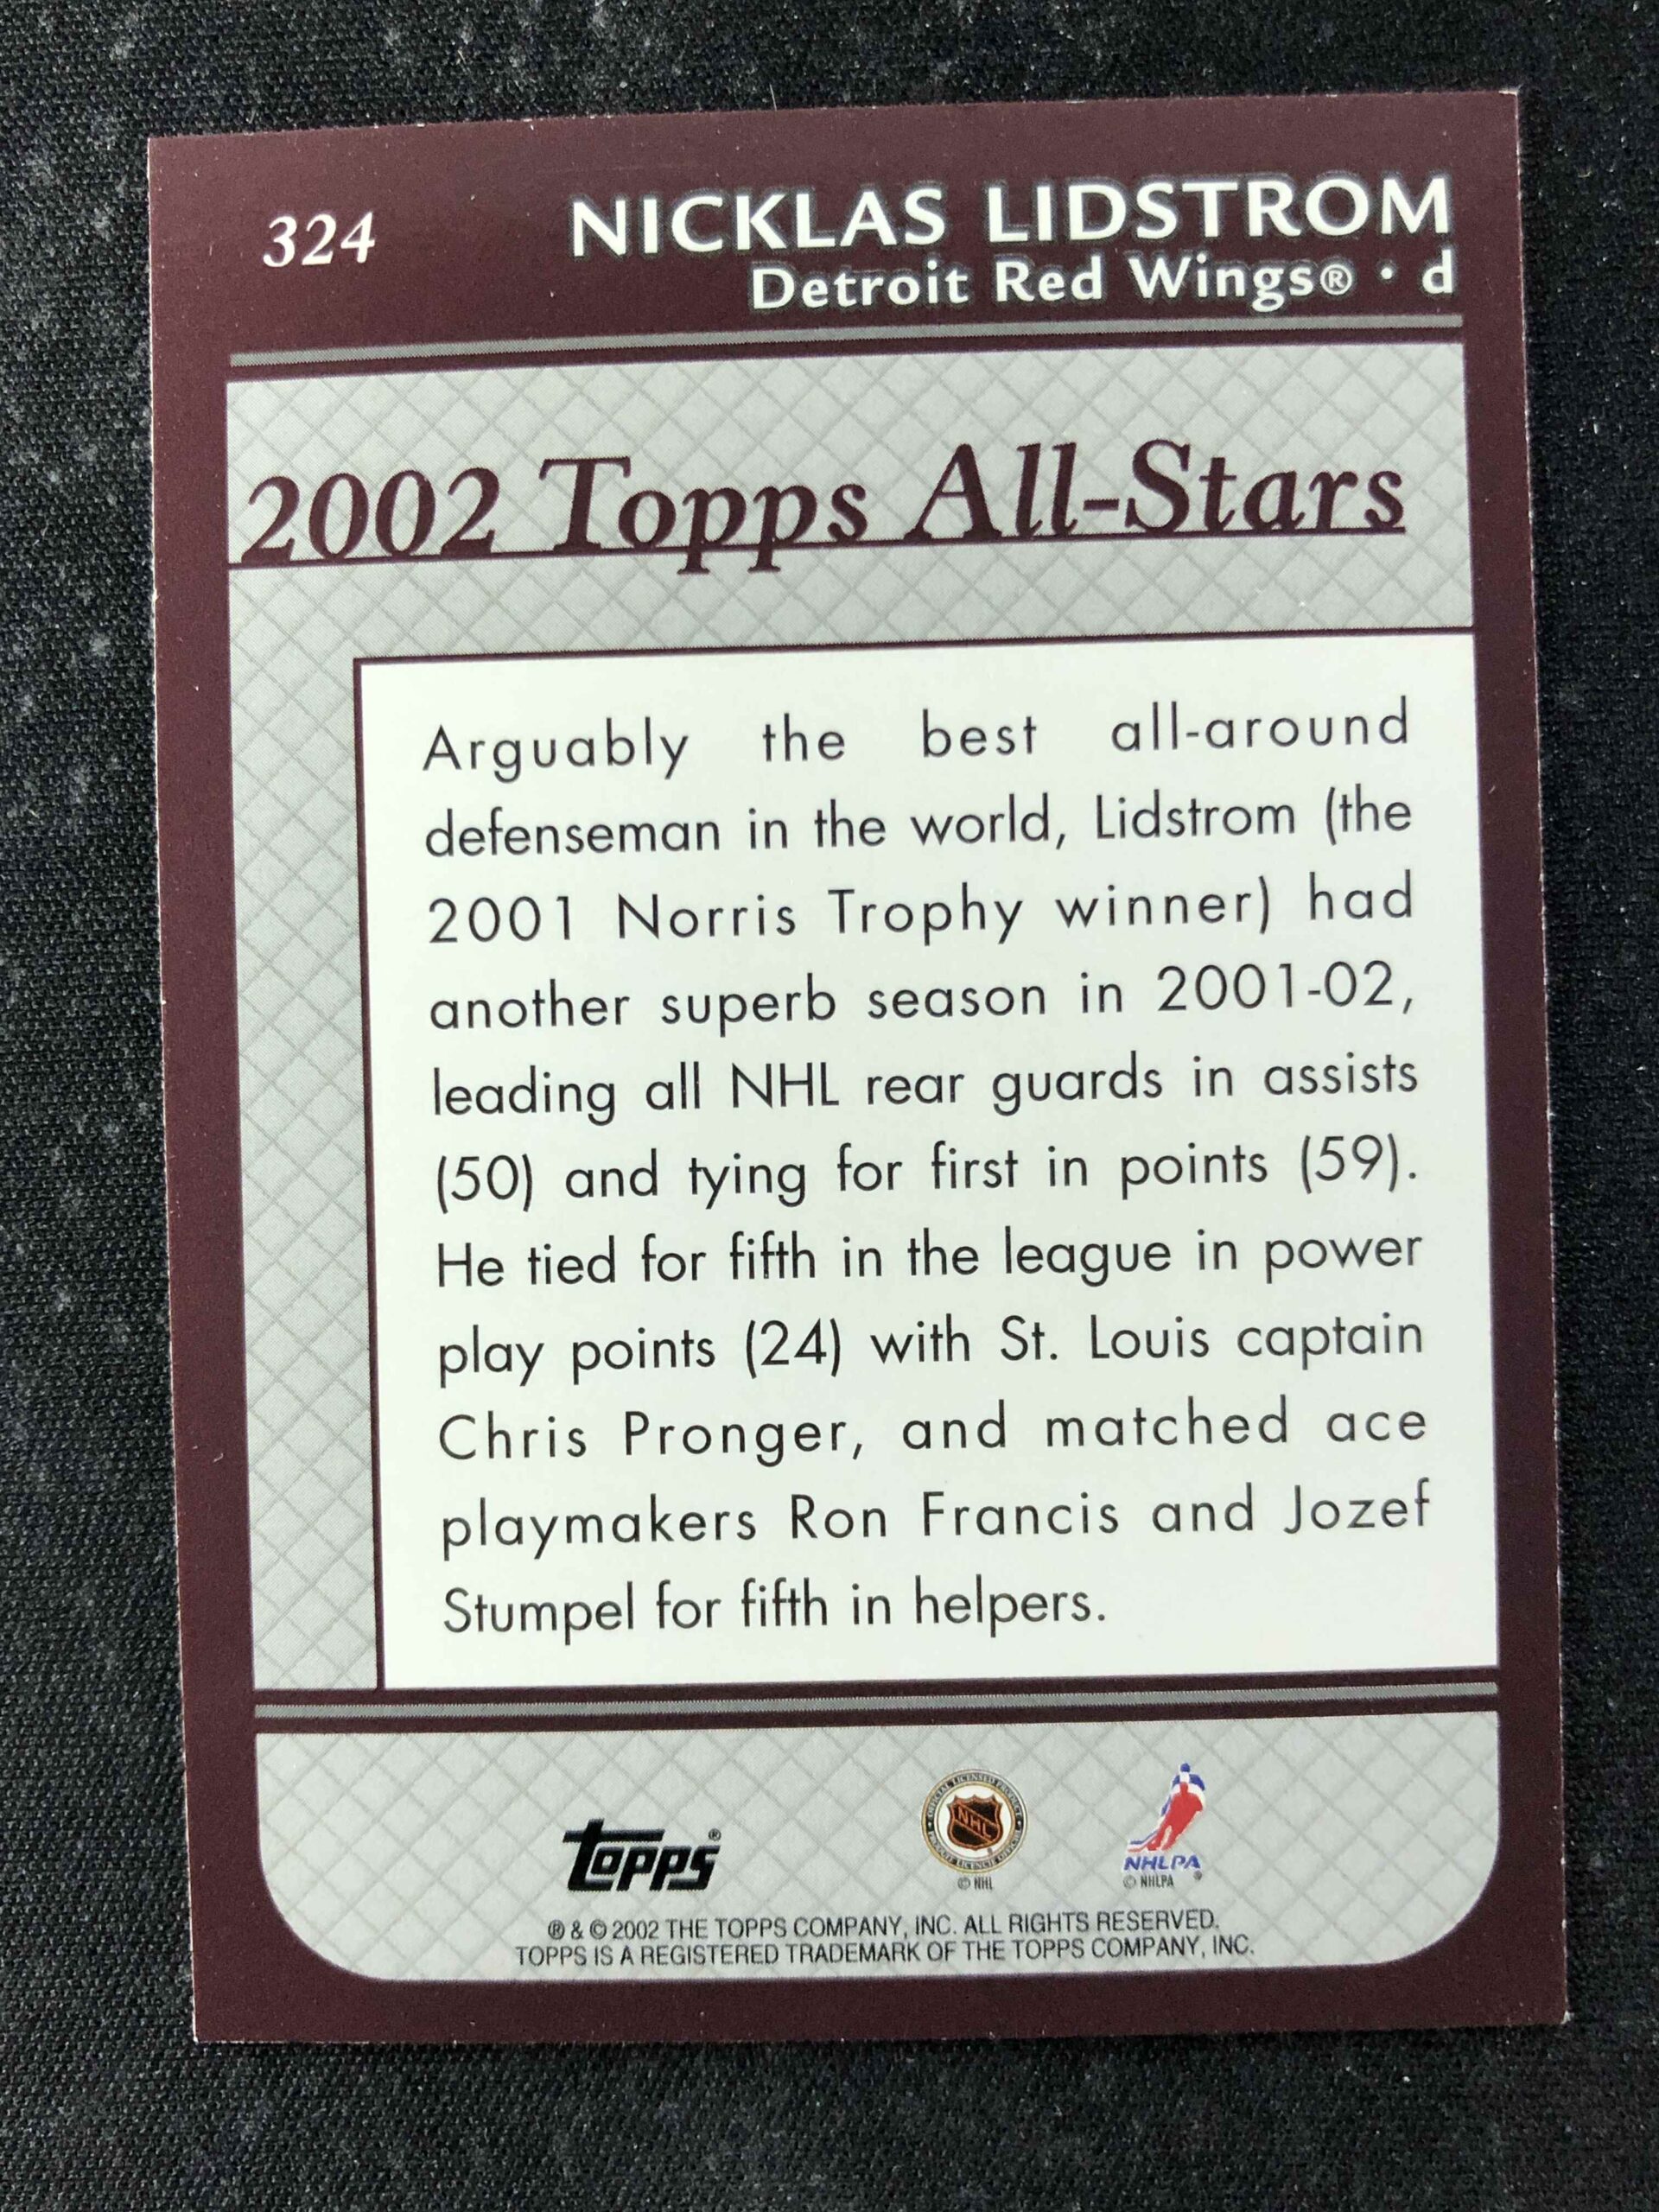 324
NICKLAS LIDSTROM
Detroit Red Wings® • d
2002 Topps All-Stars
Arguably the best all-around
defenseman in the world, Lidstrom (the
2001 Norris Trophy winner) had
another superb season in 2001-02,
leading all NHL rear guards in assists
(50) and tying for first in points (59).
He tied for fifth in the league in power
play points (24) with St. Louis captain
Chris Pronger, and matched ace
playmakers Ron Francis and Jozef
Stumpel for fifth in helpers.
Topps®
NHL
© NHL
NHLPA
© NHLPA
® & © 2002 THE TOPPS COMPANY, INC. ALL RIGHTS RESERVED.
TOPPS IS A REGISTERED TRADEMARK OF THE TOPPS COMPANY, INC.